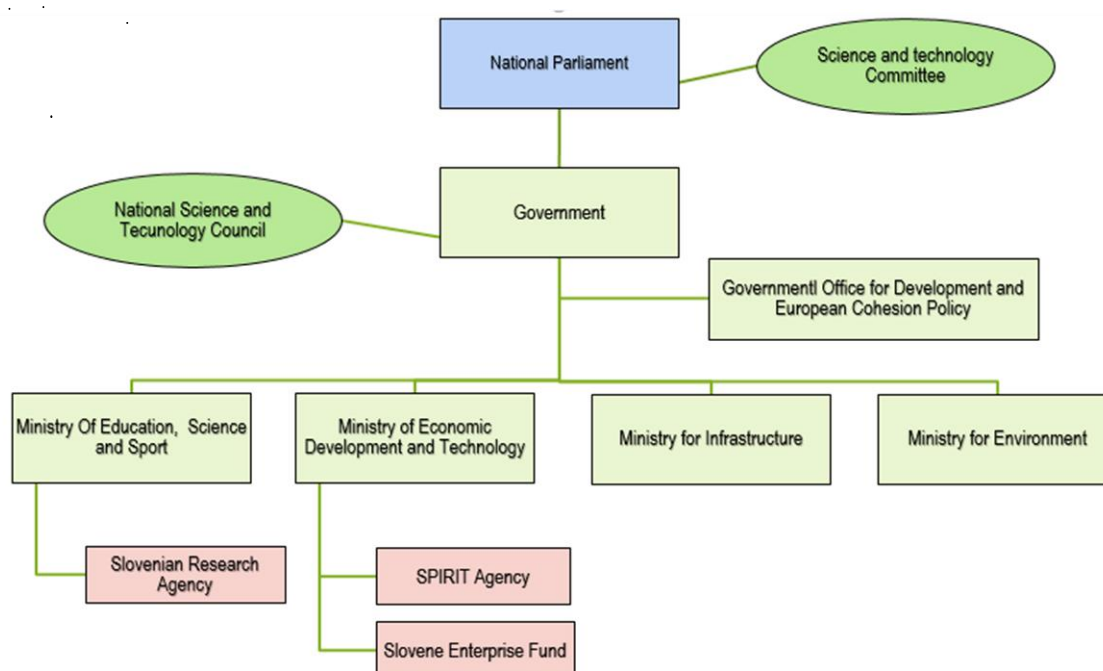 National Parliament
Science and technology
Committee
National Science and
Tecunology Council
Government
Governmentl Office for Development and
European Cohesion Policy
Ministry Of Education, Science
and Sport
Ministry of Economic
Development and Technology
Ministry for Infrastructure
Ministry for Environment
Slovenian Research
Agency
SPIRIT Agency
Slovene Enterprise Fund